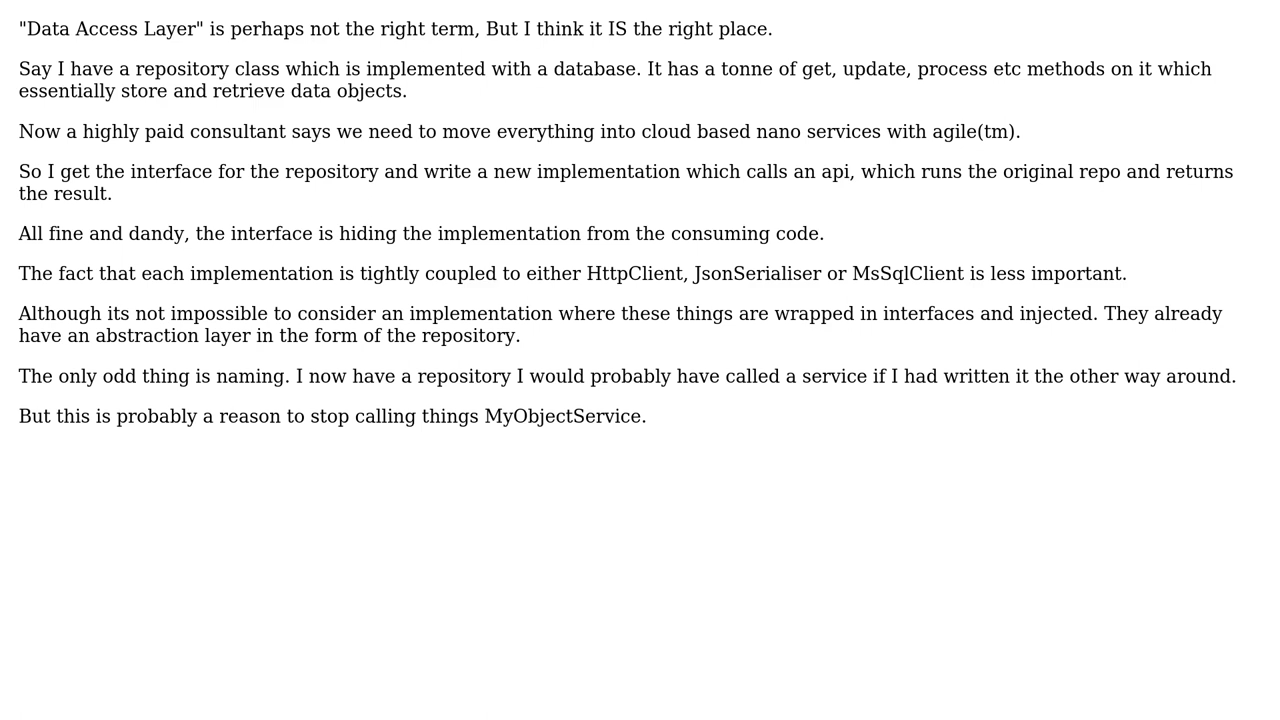 "Data Access Layer" is perhaps not the right term, But I think it IS the right place.
Say I have a repository class which is implemented with a database. It has a tonne of get, update, process etc methods on it which
essentially store and retrieve data objects.
Now a highly paid consultant says we need to move everything into cloud based nano services with agile(tm).
So I get the interface for the repository and write a new implementation which calls an api, which runs the original repo and returns
the result.
All fine and dandy, the interface is hiding the implementation from the consuming code.
The fact that each implementation is tightly coupled to either HttpClient, JsonSerialiser or MsSqlClient is less important.
Although its not impossible to consider an implementation where these things are wrapped in interfaces and injected. They already
have an abstraction layer in the form of the repository.
The only odd thing is naming. I now have a repository I would probably have called a service if I had written it the other way around.
But this is probably a reason to stop calling things MyObjectService.